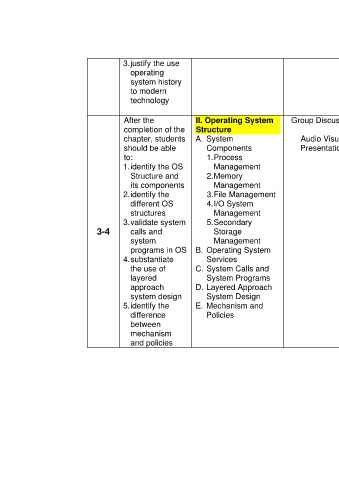 3. justify the use
operating
system history
to modern
technology
3-4
After the
completion of the
chapter, students
should be able
to:
1. identify the OS
Structure and
its components
2. identify the
different OS
structures
3. validate system
calls and
system
programs in OS
4. substantiate
the use of
layered
approach
system design
5. identify the
difference
between
mechanism
and policies
II. Operating System
Structure
A. System
Components
1. Process
Management
2. Memory
Management
3. File Management
4. I/O System
Management
5. Secondary
Storage
Management
B. Operating System
Services
C. System Calls and
System Programs
D. Layered Approach
System Design
E. Mechanism and
Policies
Group Discus
Audio Visu
Presentatio